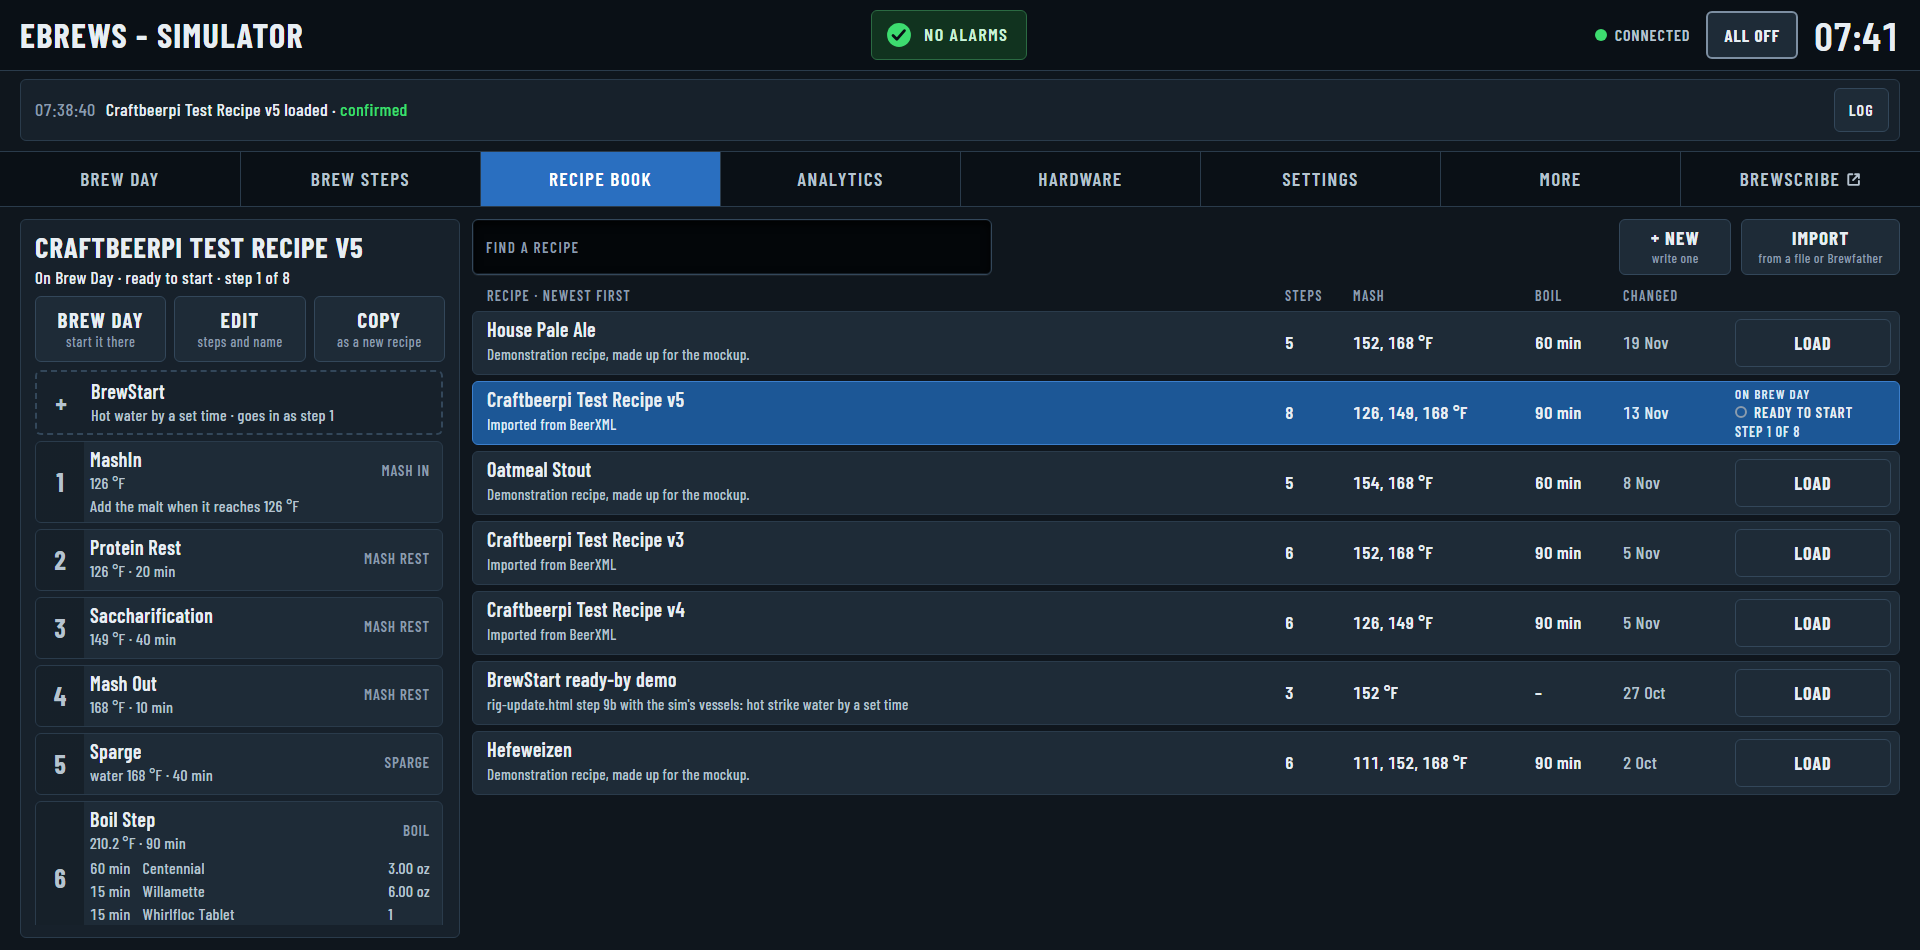 EBREWS - SIMULATOR
NO ALARMS
CONNECTED
ALL OFF
07:41
07:38:40 Craftbeerpi Test Recipe v5 loaded · confirmed
LOG
BREW DAY
BREW STEPS
RECIPE BOOK
ANALYTICS
HARDWARE
SETTINGS
MORE
BREWSCRIBE
CRAFTBEERPI TEST RECIPE V5
On Brew Day · ready to start · step 1 of 8
BREW DAY
start it there
EDIT
steps and name
COPY
as a new recipe
+ BrewStart
Hot water by a set time · goes in as step 1
1 MashIn MASH IN
126 °F
Add the malt when it reaches 126 °F
2 Protein Rest MASH REST
126 °F · 20 min
3 Saccharification MASH REST
149 °F · 40 min
4 Mash Out MASH REST
168 °F · 10 min
5 Sparge SPARGE
water 168 °F · 40 min
6 Boil Step BOIL
210.2 °F · 90 min
60 min Centennial 3.00 oz
15 min Willamette 6.00 oz
15 min Whirlfloc Tablet 1
FIND A RECIPE
+ NEW
write one
IMPORT
from a file or Brewfather
RECIPE · NEWEST FIRST STEPS MASH BOIL CHANGED
House Pale Ale 5 152, 168 °F 60 min 19 Nov LOAD
Demonstration recipe, made up for the mockup.
Craftbeerpi Test Recipe v5 8 126, 149, 168 °F 90 min 13 Nov
Imported from BeerXML
ON BREW DAY
READY TO START
STEP 1 OF 8
Oatmeal Stout 5 154, 168 °F 60 min 8 Nov LOAD
Demonstration recipe, made up for the mockup.
Craftbeerpi Test Recipe v3 6 152, 168 °F 90 min 5 Nov LOAD
Imported from BeerXML
Craftbeerpi Test Recipe v4 6 126, 149 °F 90 min 5 Nov LOAD
Imported from BeerXML
BrewStart ready-by demo 3 152 °F – 27 Oct LOAD
rig-update.html step 9b with the sim's vessels: hot strike water by a set time
Hefeweizen 6 111, 152, 168 °F 90 min 2 Oct LOAD
Demonstration recipe, made up for the mockup.